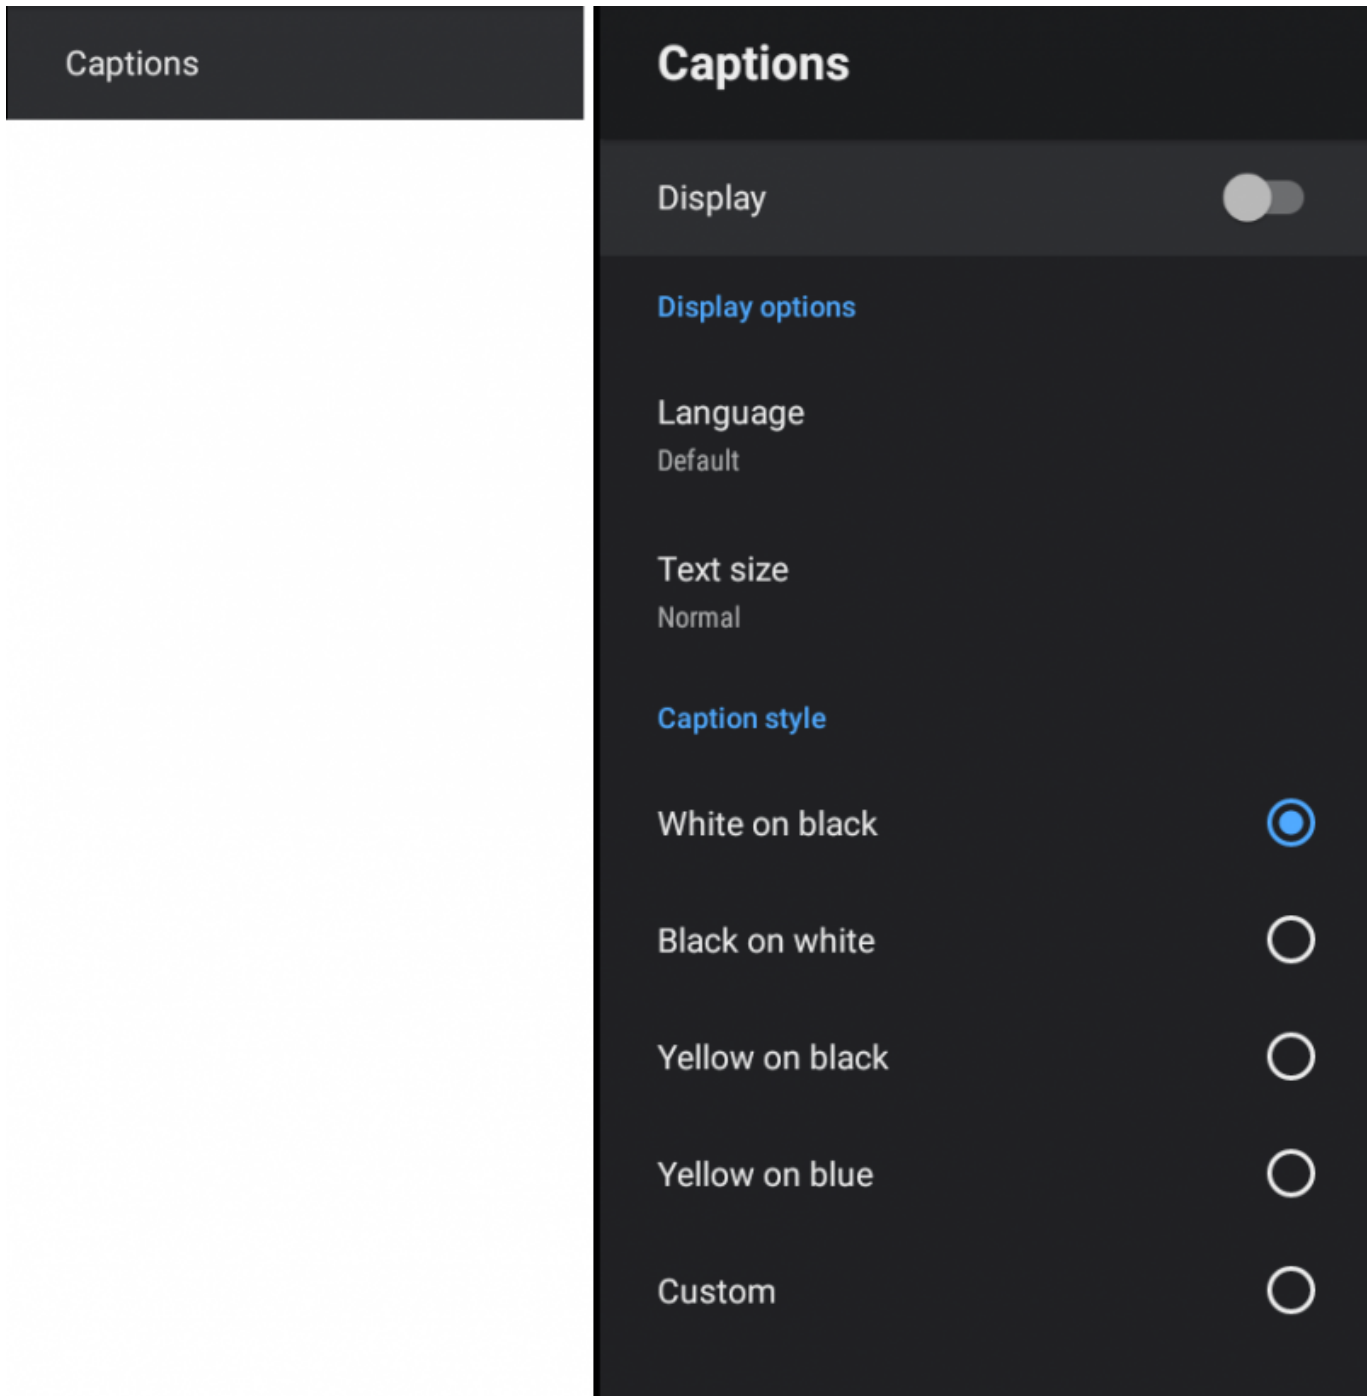 Captions
Captions
Display
Display options
Language
Default
Text size
Normal
Caption style
White on black
Black on white
Yellow on black
Yellow on blue
Custom